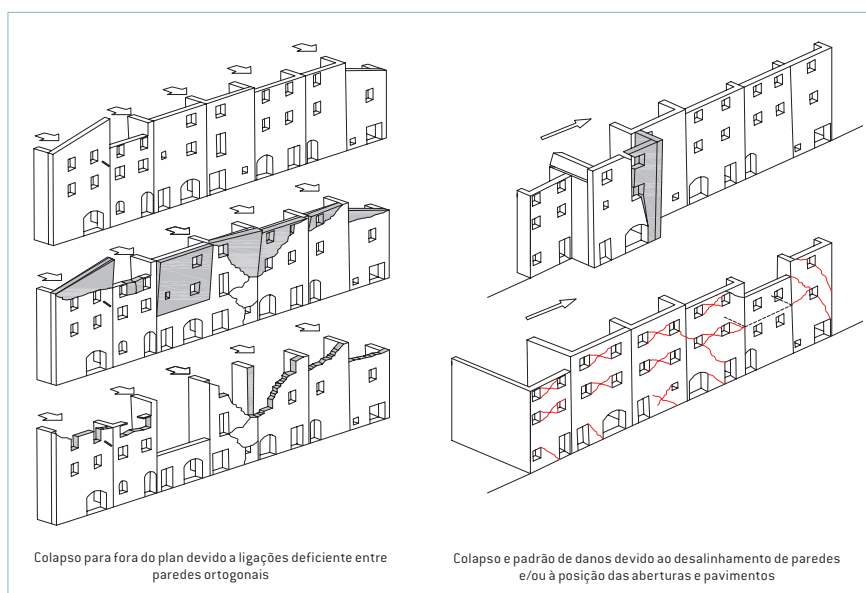 Colapso para fora do plan devido a ligações deficiente entre
paredes ortogonais
Colapso e padrão de danos devido ao desalinhamento de paredes
e/ou à posição das aberturas e pavimentos